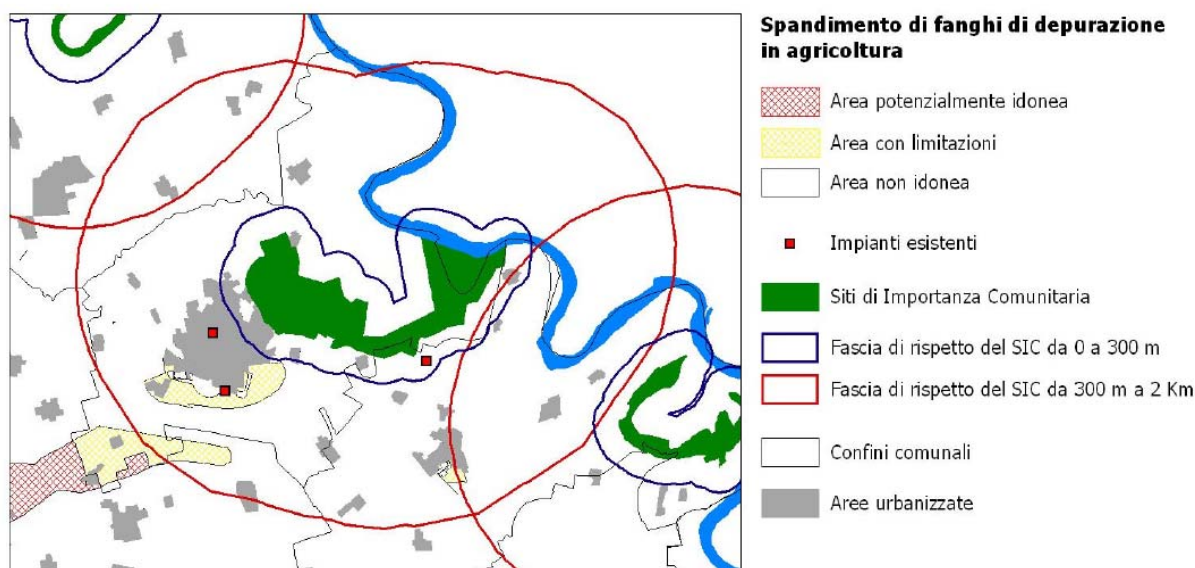 Spandimento di fanghi di depurazione
in agricoltura
Area potenzialmente idonea
Area con limitazioni
Area non idonea
Impianti esistenti
Siti di Importanza Comunitaria
Fascia di rispetto del SIC da 0 a 300 m
Fascia di rispetto del SIC da 300 m a 2 Km
Confini comunali
Aree urbanizzate